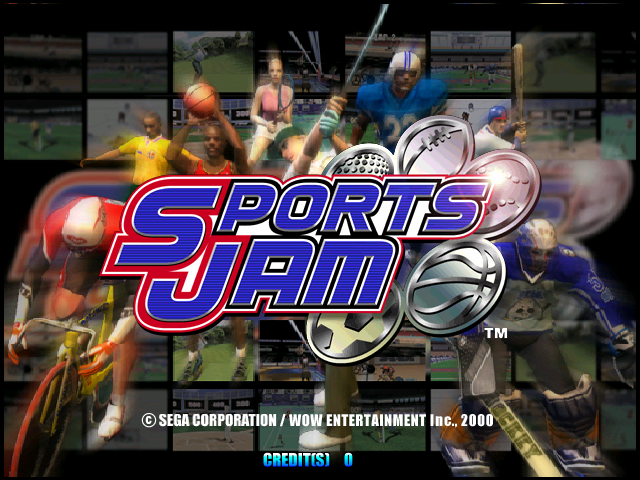 SPORTS
JAM
TM
© SEGA CORPORATION / WOW ENTERTAINMENT Inc., 2000
CREDIT(S) 0